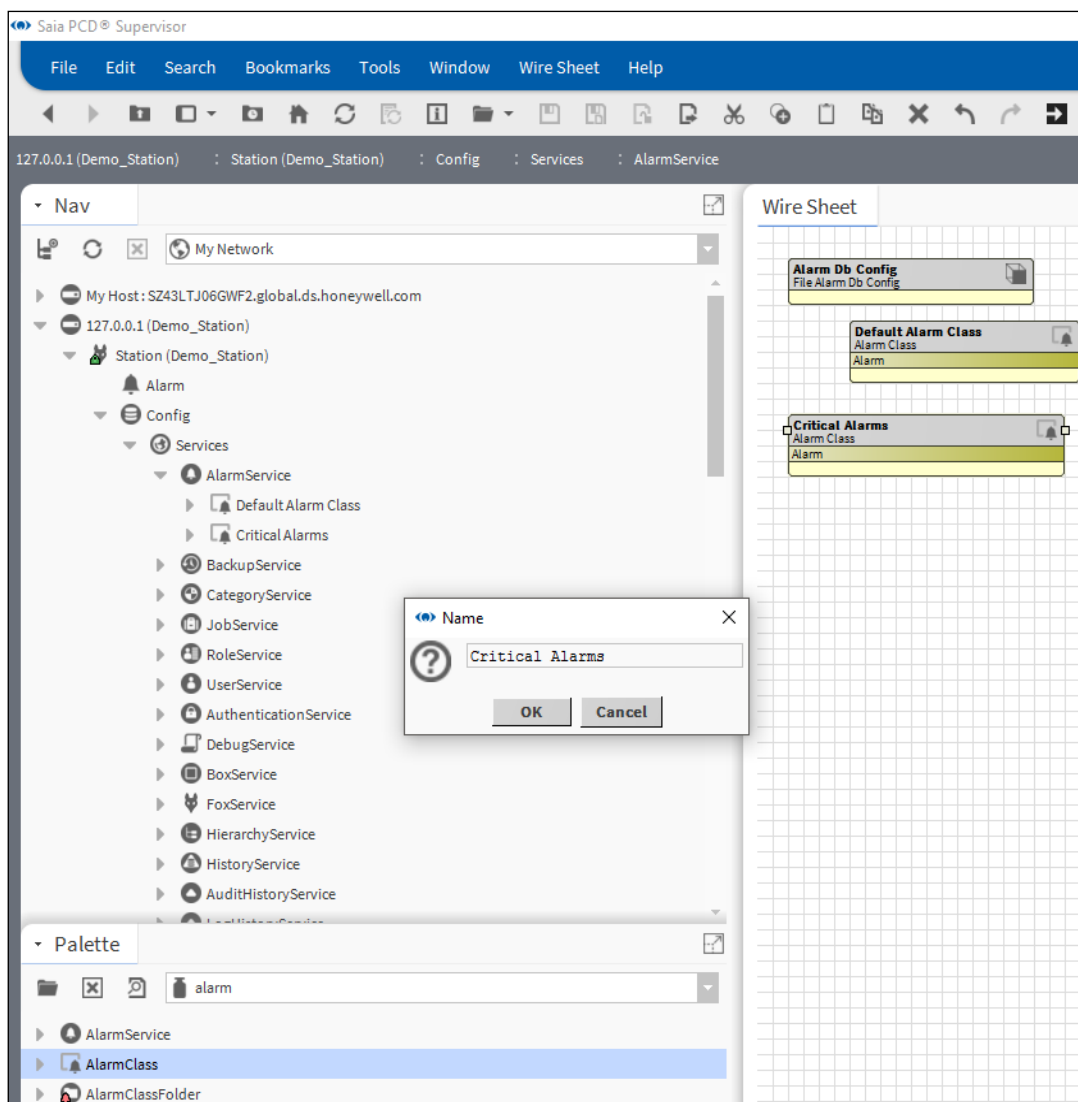 Saia PCD® Supervisor
File Edit Search Bookmarks Tools Window Wire Sheet Help
127.0.0.1 (Demo_Station) : Station (Demo_Station) : Config : Services : AlarmService
Nav
My Network
My Host : SZ43LTJ06GWF2.global.ds.honeywell.com
127.0.0.1 (Demo_Station)
Station (Demo_Station)
Alarm
Config
Services
AlarmService
Default Alarm Class
Critical Alarms
BackupService
CategoryService
JobService
RoleService
UserService
AuthenticationService
DebugService
BoxService
FoxService
HierarchyService
HistoryService
AuditHistoryService
LogHistoryService
Palette
alarm
AlarmService
AlarmClass
AlarmClassFolder
Wire Sheet
Alarm Db Config
File Alarm Db Config
Default Alarm Class
Alarm Class
Alarm
Critical Alarms
Alarm Class
Alarm
Name
Critical Alarms
OK Cancel